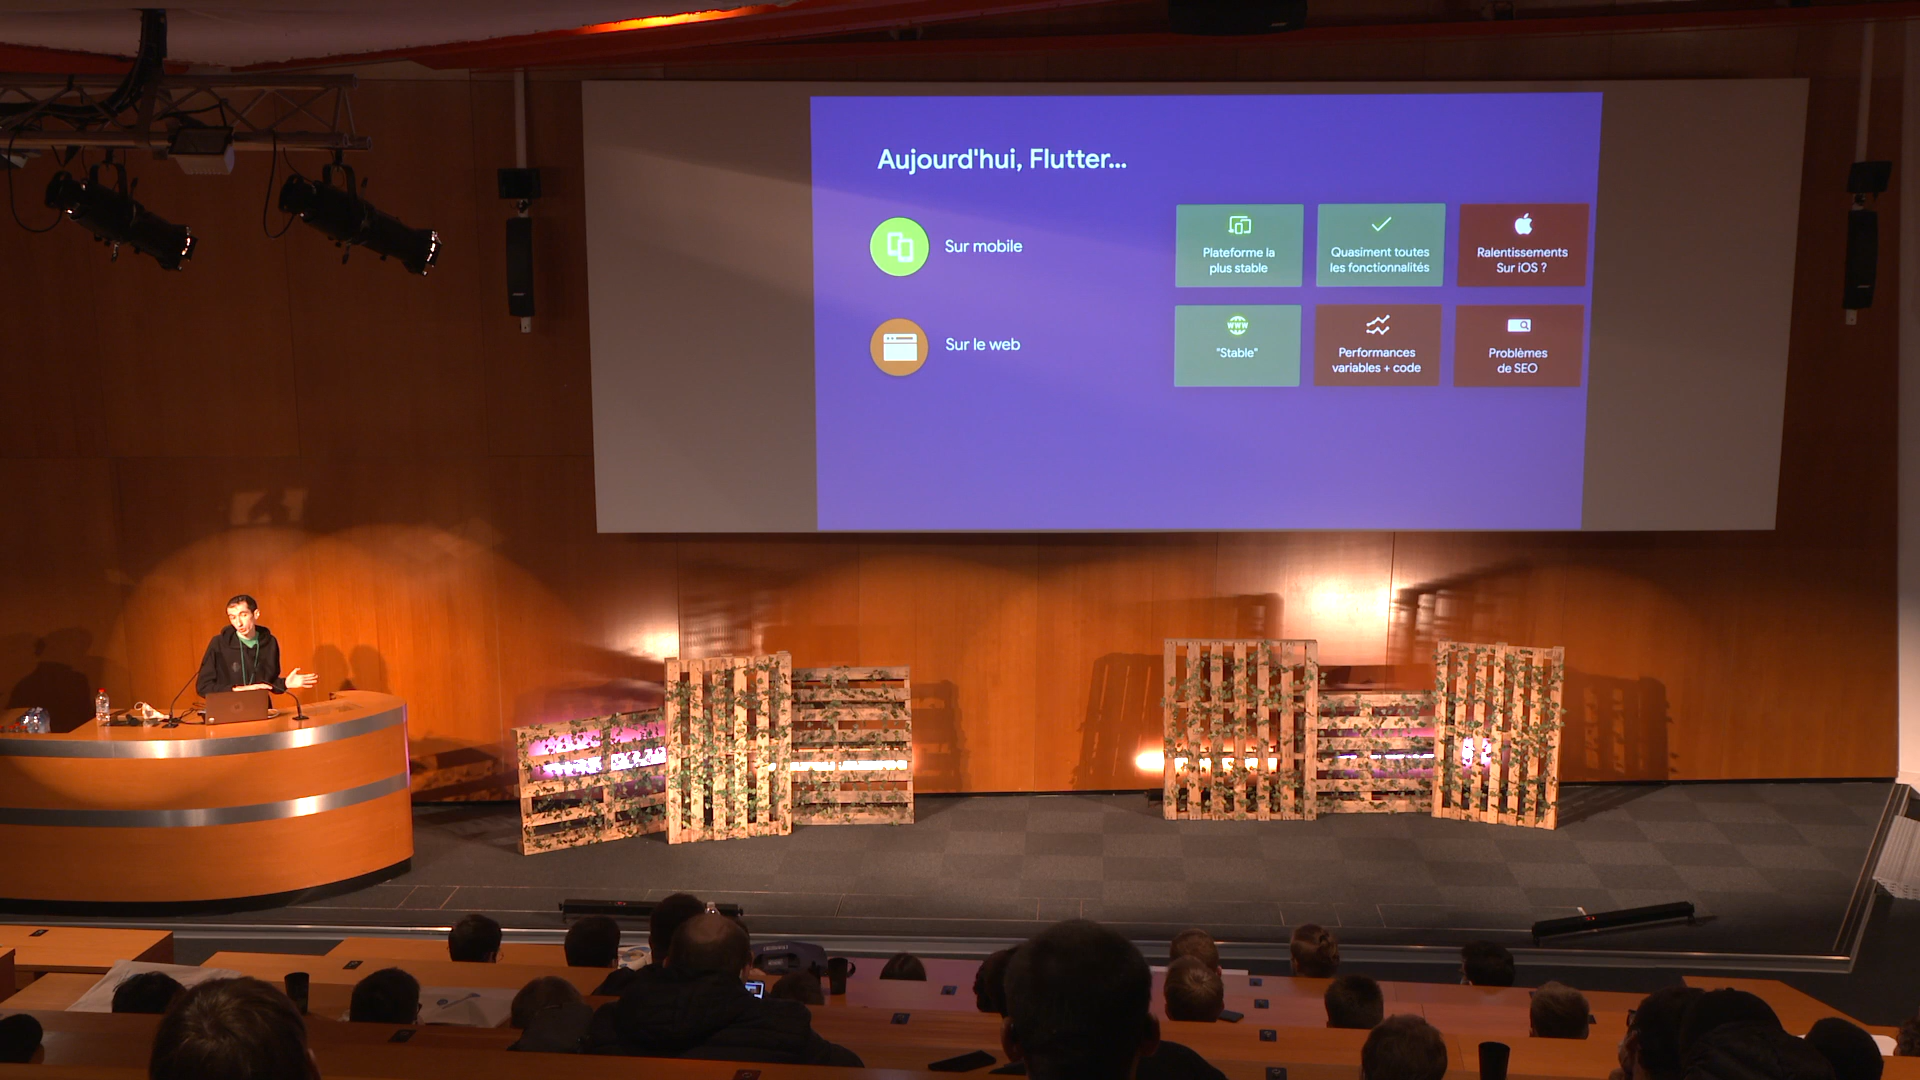 Aujourd'hui, Flutter...
Sur mobile
Plateforme la
plus stable
Quasiment toutes
les fonctionnalités
Ralentissements
Sur iOS ?
Sur le web
WWW
"Stable"
Performances
variables + code
Problèmes
de SEO